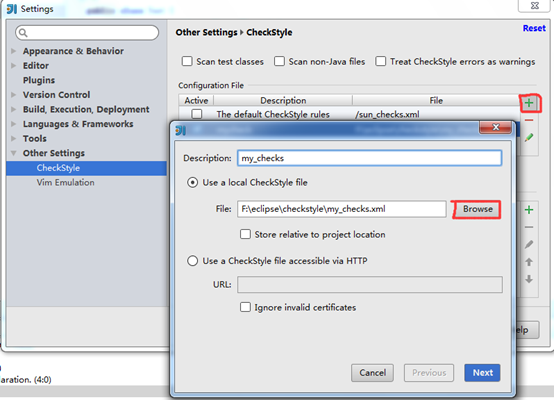 Settings
Reset
Appearance & Behavior
Editor
Plugins
Version Control
Build, Execution, Deployment
Languages & Frameworks
Tools
Other Settings
CheckStyle
Vim Emulation
Other Settings ▸ CheckStyle
Scan test classes
Scan non-Java files
Treat CheckStyle errors as warnings
Configuration File
Active Description File
The default CheckStyle rules /sun_checks.xml
Description: my_checks
Use a local CheckStyle file
File: F:\eclipse\checkstyle\my_checks.xml Browse
Store relative to project location
Use a CheckStyle file accessible via HTTP
URL:
Ignore invalid certificates
Cancel Previous Next
elp
aration. (4:0)